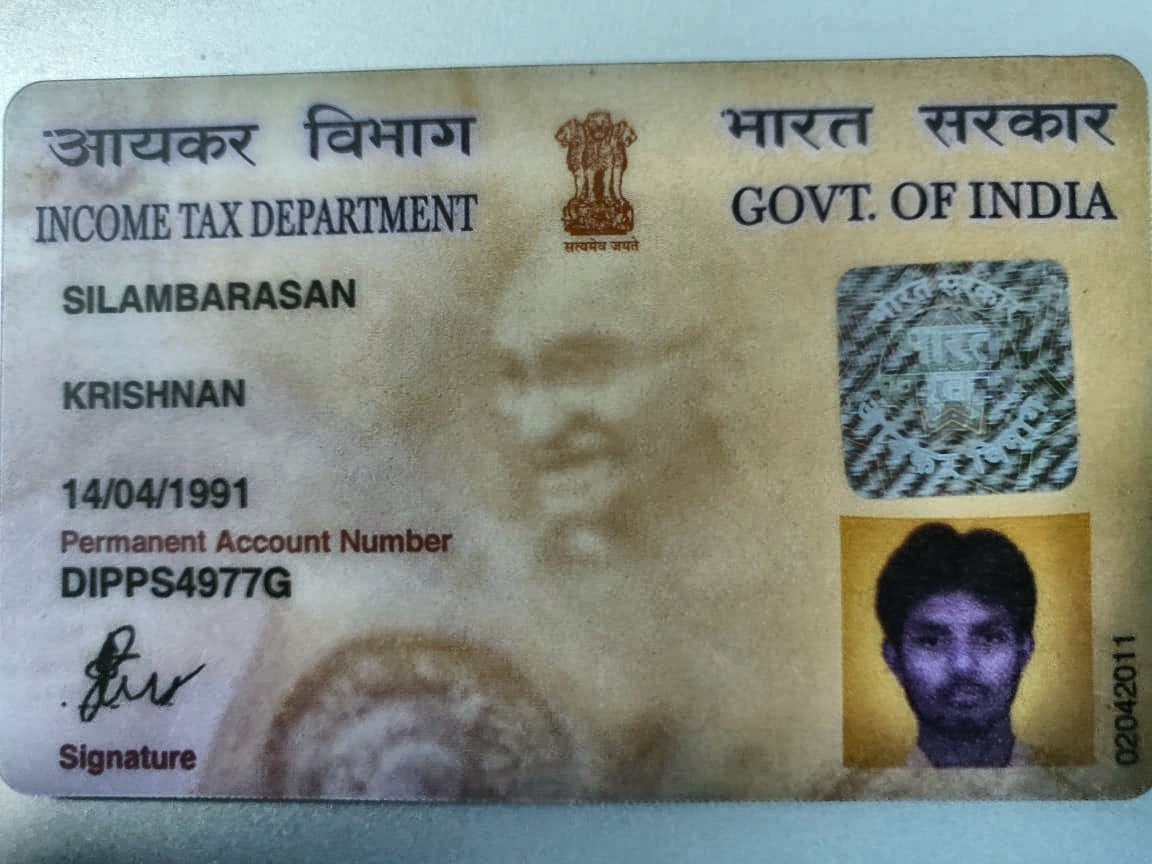 आयकर विभाग
INCOME TAX DEPARTMENT
सत्यमेव जयते
भारत सरकार
GOVT. OF INDIA
SILAMBARASAN
KRISHNAN
14/04/1991
Permanent Account Number
DIPPS4977G
Signature
भारत
02042011